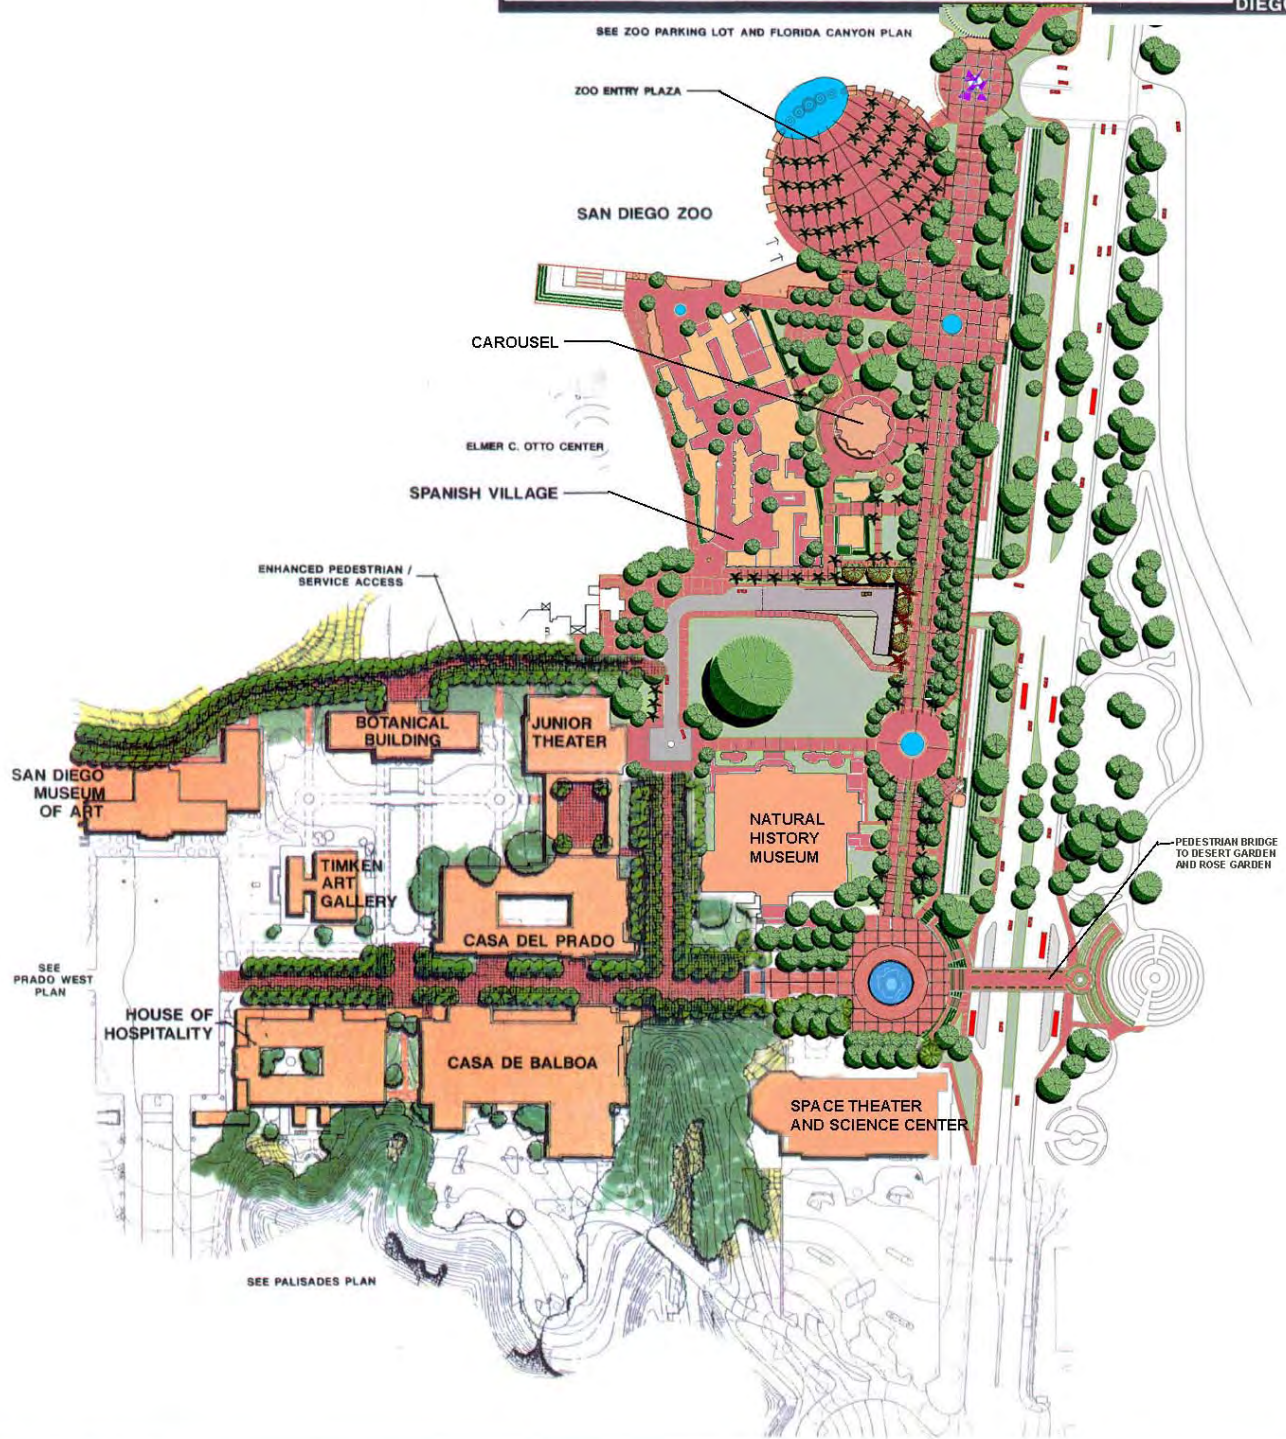 DIEGO
SEE ZOO PARKING LOT AND FLORIDA CANYON PLAN
ZOO ENTRY PLAZA
SAN DIEGO ZOO
CAROUSEL
ELMER C. OTTO CENTER
SPANISH VILLAGE
ENHANCED PEDESTRIAN /
SERVICE ACCESS
BOTANICAL
BUILDING
JUNIOR
THEATER
SAN DIEGO
MUSEUM
OF ART
NATURAL
HISTORY
MUSEUM
PEDESTRIAN BRIDGE
TO DESERT GARDEN
AND ROSE GARDEN
TIMKEN
ART
GALLERY
CASA DEL PRADO
SEE
PRADO WEST
PLAN
HOUSE OF
HOSPITALITY
CASA DE BALBOA
SPACE THEATER
AND SCIENCE CENTER
SEE PALISADES PLAN